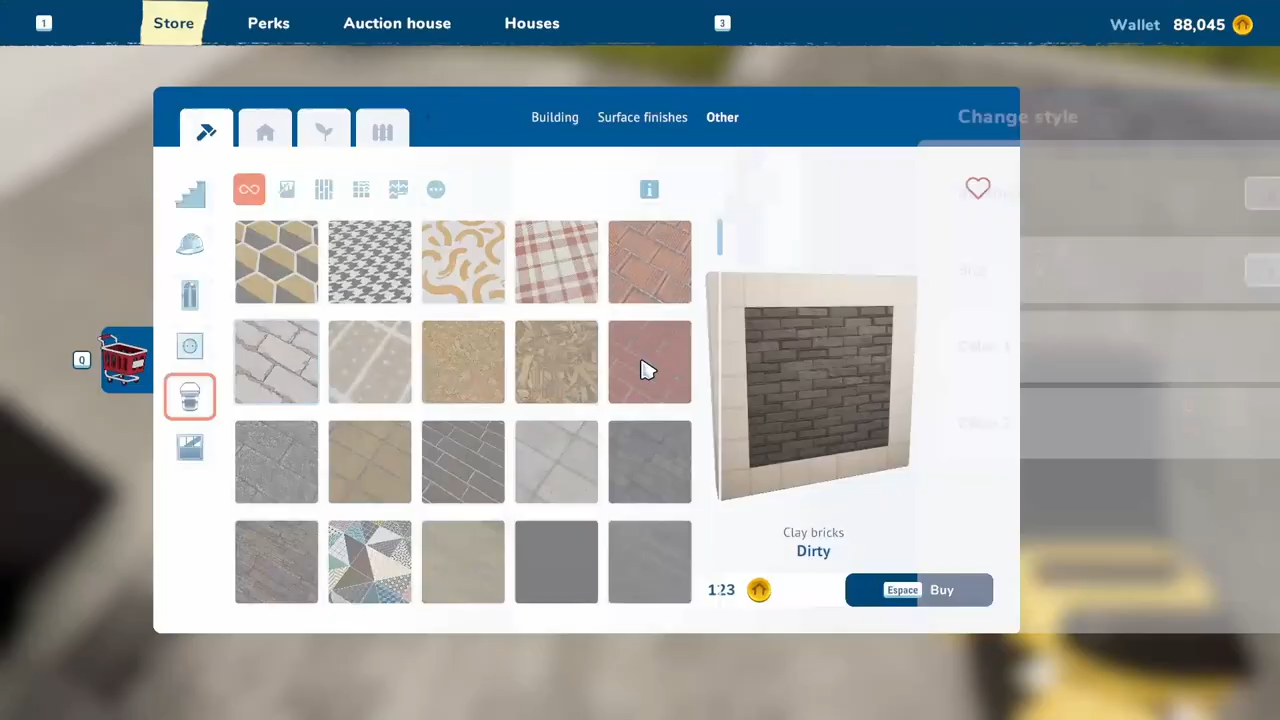 1
Store
Perks
Auction house
Houses
3
Wallet 88,045
Building
Surface finishes
Other
Change style
i
Q
Clay bricks
Dirty
123
Espace Buy